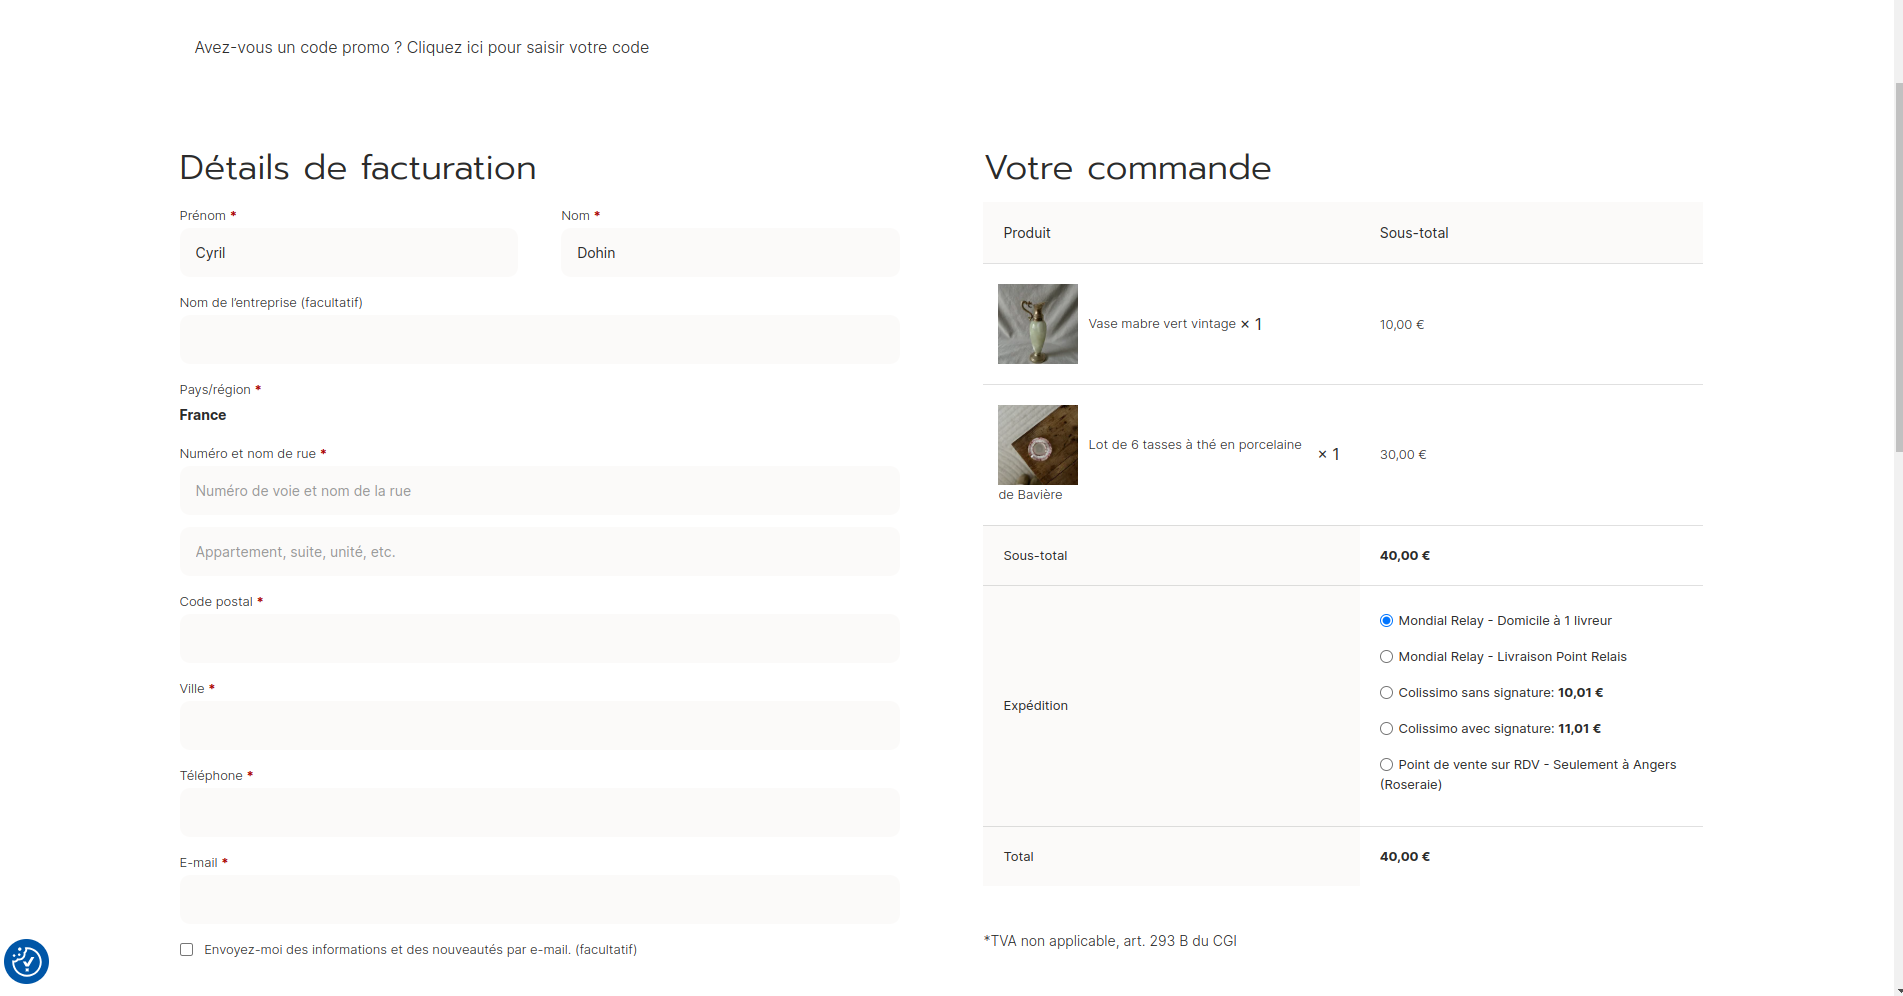 Avez-vous un code promo ? Cliquez ici pour saisir votre code
Détails de facturation
Prénom *
Nom *
Cyril
Dohin
Nom de l’entreprise (facultatif)
Pays/région *
France
Numéro et nom de rue *
Numéro de voie et nom de la rue
Appartement, suite, unité, etc.
Code postal *
Ville *
Téléphone *
E-mail *
Envoyez-moi des informations et des nouveautés par e-mail. (facultatif)
Votre commande
Produit
Sous-total
Vase mabre vert vintage × 1
10,00 €
Lot de 6 tasses à thé en porcelaine
de Bavière
× 1
30,00 €
Sous-total
40,00 €
Expédition
Mondial Relay - Domicile à 1 livreur
Mondial Relay - Livraison Point Relais
Colissimo sans signature: 10,01 €
Colissimo avec signature: 11,01 €
Point de vente sur RDV - Seulement à Angers
(Roseraie)
Total
40,00 €
*TVA non applicable, art. 293 B du CGI